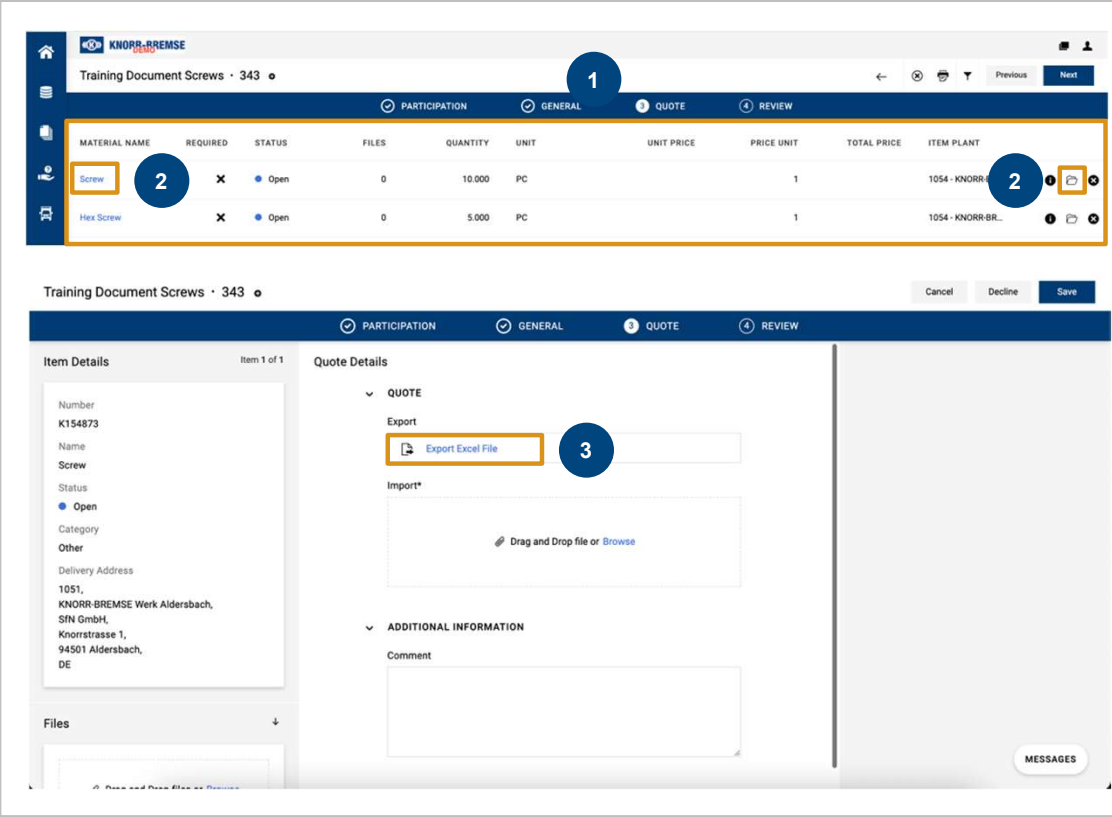 KNORR-BREMSE
DEMO
Training Document Screws · 343
1
Previous
Next
PARTICIPATION
GENERAL
3 QUOTE
4 REVIEW
MATERIAL NAME REQUIRED STATUS FILES QUANTITY UNIT UNIT PRICE PRICE UNIT TOTAL PRICE ITEM PLANT
Screw 2 Open 0 10.000 PC 1 1054 - KNORR- 2
Hex Screw Open 0 5.000 PC 1 1054 - KNORR-BR...
Training Document Screws · 343
Cancel
Decline
Save
PARTICIPATION
GENERAL
3 QUOTE
4 REVIEW
Item Details
Item 1 of 1
Number
K154873
Name
Screw
Status
Open
Category
Other
Delivery Address
1051,
KNORR-BREMSE Werk Aldersbach,
SfN GmbH,
Knorrstrasse 1,
94501 Aldersbach,
DE
Files
Drag and Drop files or Browse
Quote Details
QUOTE
Export
Export Excel File
3
Import*
Drag and Drop file or Browse
ADDITIONAL INFORMATION
Comment
MESSAGES